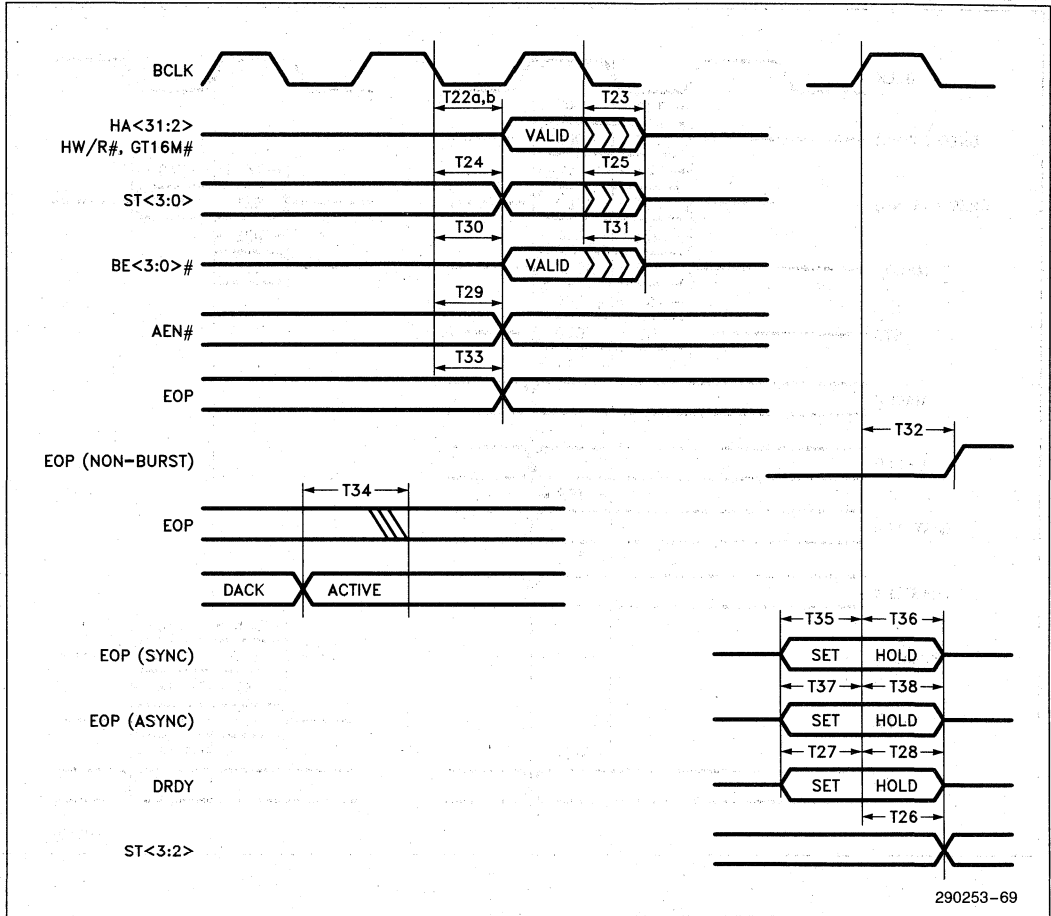 BCLK
T22a,b
T23
HA<31:2>
HW/R#, GT16M#
VALID
T24
T25
ST<3:0>
T30
T31
BE<3:0>#
VALID
T29
AEN#
T33
EOP
T32
EOP (NON-BURST)
T34
EOP
DACK
ACTIVE
T35
T36
EOP (SYNC)
SET
HOLD
T37
T38
EOP (ASYNC)
SET
HOLD
T27
T28
DRDY
SET
HOLD
T26
ST<3:2>
290253-69